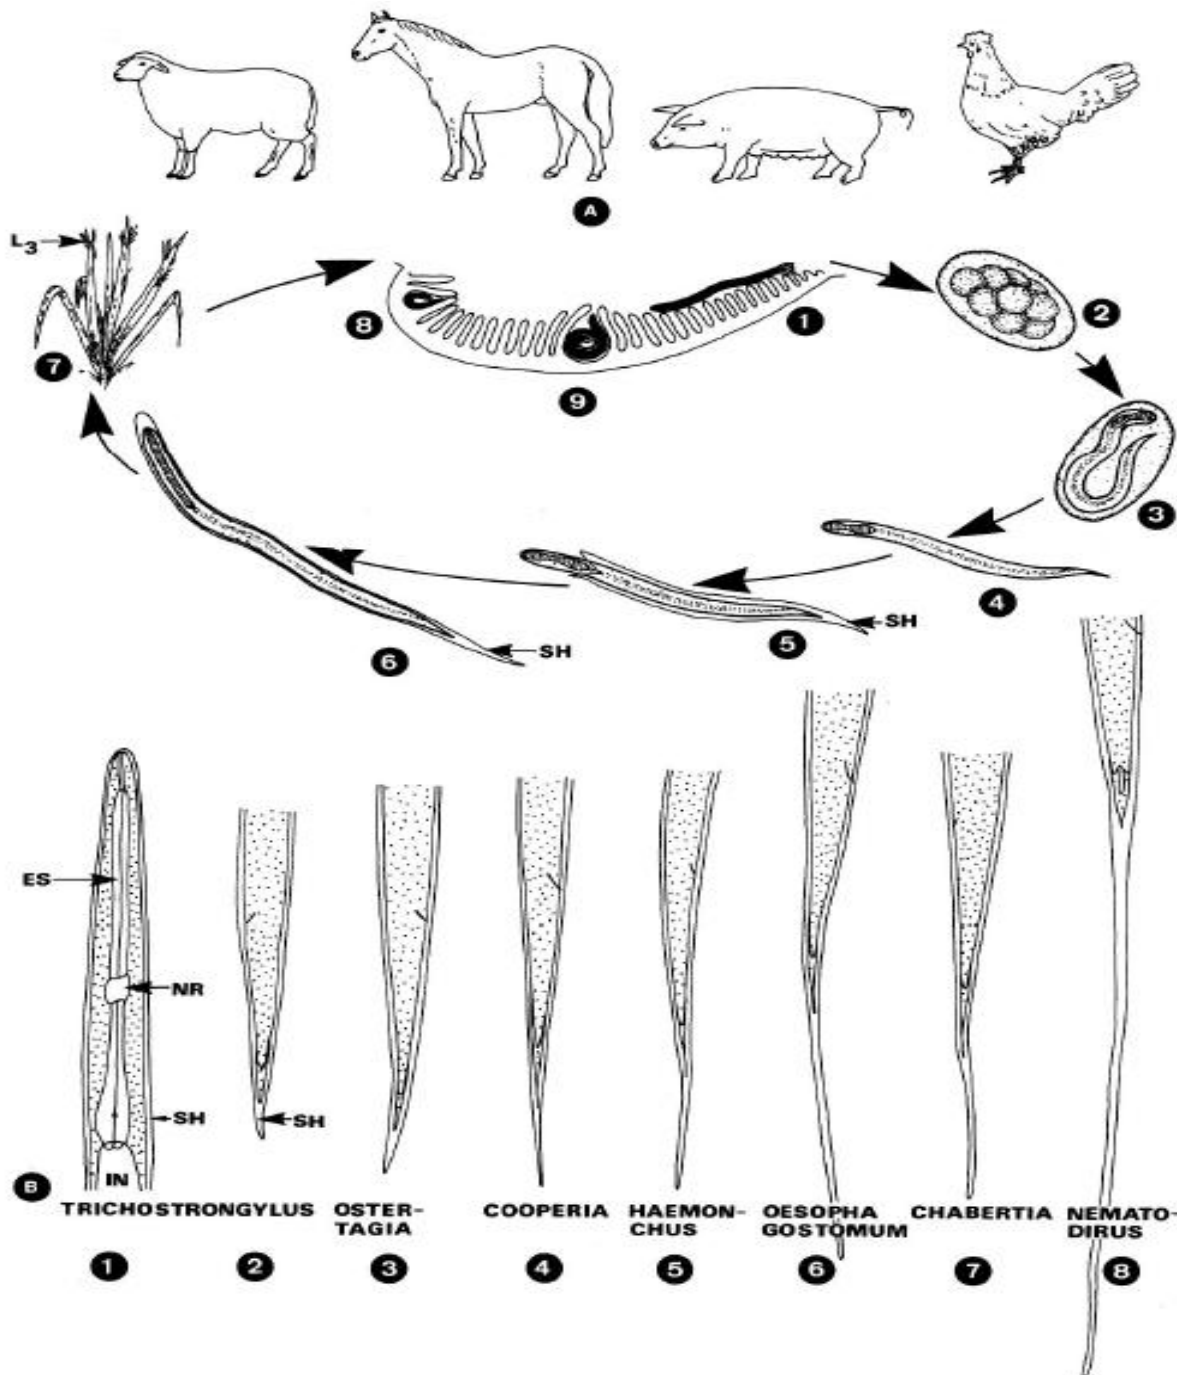 A
L3
8
1
2
7
9
3
4
SH
5
SH
6
ES
NR
SH
SH
B
IN
TRICHOSTRONGYLUS
OSTER-
TAGIA
COOPERIA
HAEMON-
CHUS
OESOPHA
GOSTOMUM
CHABERTIA
NEMATO-
DIRUS
1
2
3
4
5
6
7
8